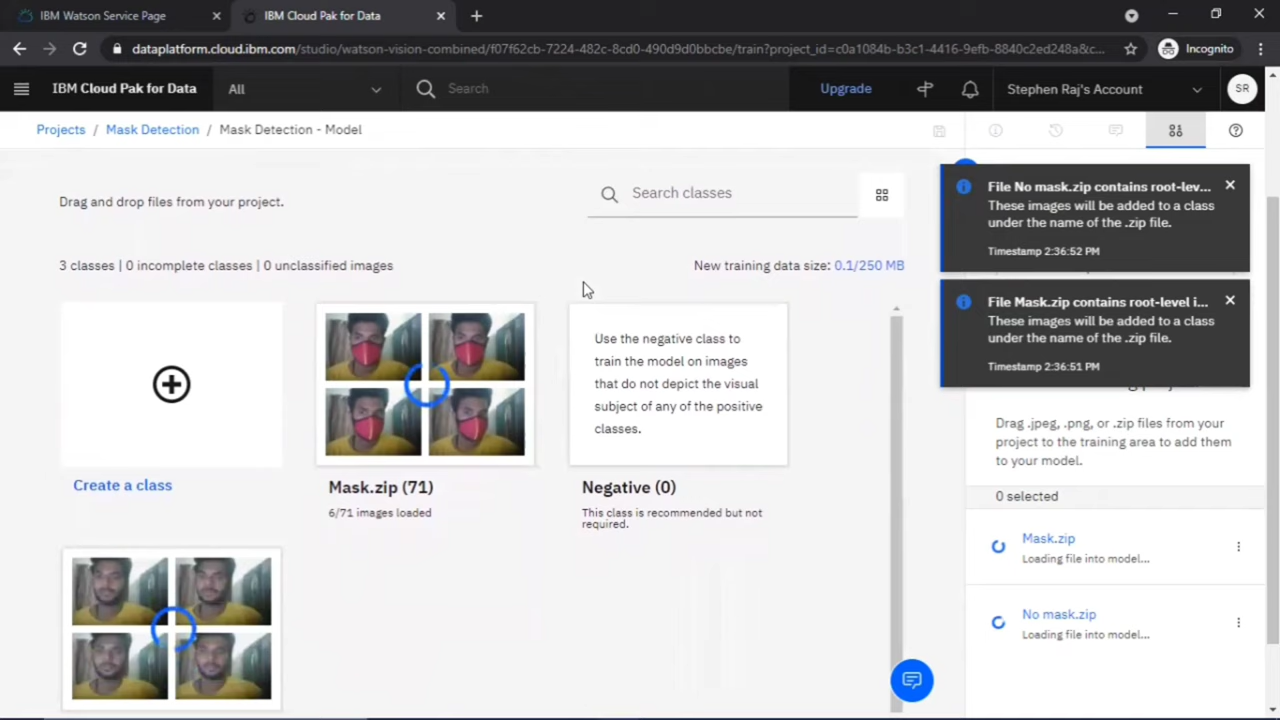 IBM Watson Service Page
IBM Cloud Pak for Data
dataplatform.cloud.ibm.com/studio/watson-vision-combined/f07f62cb-7224-482c-8cd0-490d9d0bbcbe/train?project_id=c0a1084b-b3c1-4416-9efb-8840c2ed248a&c...
Incognito
IBM Cloud Pak for Data
All
Search
Upgrade
Stephen Raj's Account
SR
Projects / Mask Detection / Mask Detection - Model
Drag and drop files from your project.
Search classes
3 classes | 0 incomplete classes | 0 unclassified images
New training data size: 0.1/250 MB
Create a class
Mask.zip (71)
6/71 images loaded
Use the negative class to
train the model on images
that do not depict the visual
subject of any of the positive
classes.
Negative (0)
This class is recommended but not
required.
File No mask.zip contains root-lev...
These images will be added to a class
under the name of the .zip file.
Timestamp 2:36:52 PM
File Mask.zip contains root-level i...
These images will be added to a class
under the name of the .zip file.
Timestamp 2:36:51 PM
Drag .jpeg, .png, or .zip files from your
project to the training area to add them
to your model.
0 selected
Mask.zip
Loading file into model...
No mask.zip
Loading file into model...